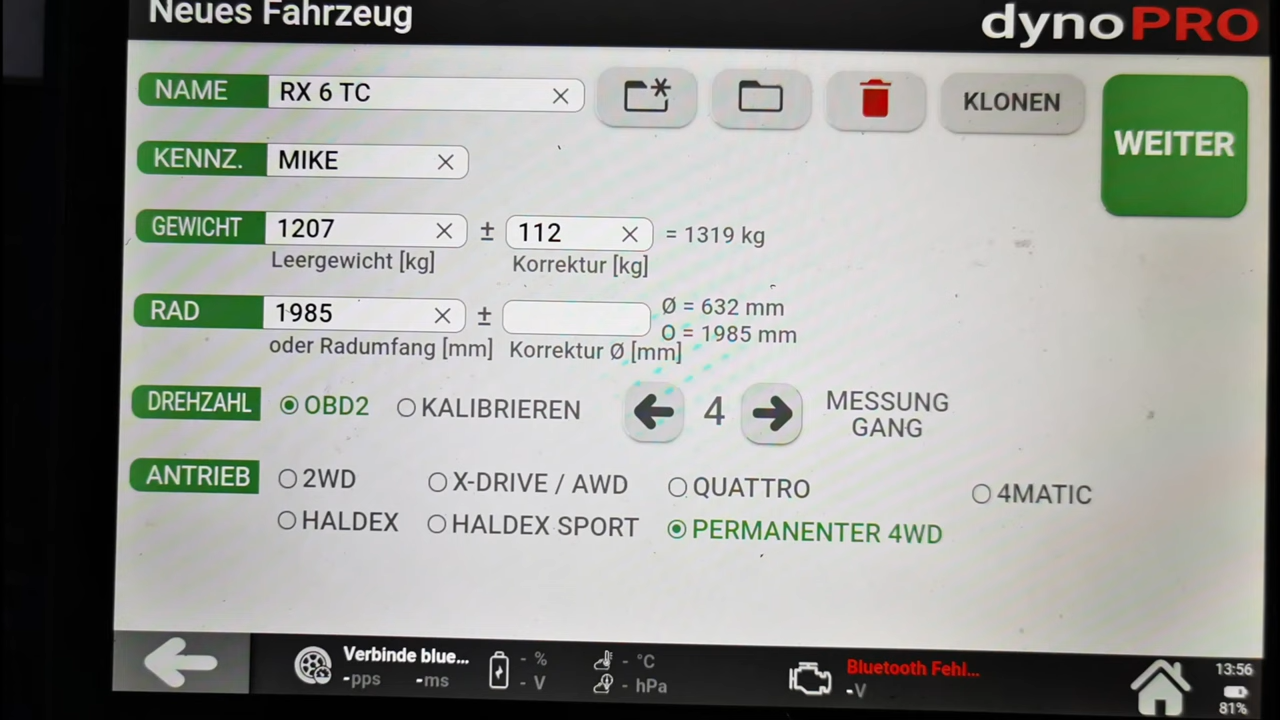 Neues Fahrzeug
dynoPRO
NAME RX 6 TC
KLONEN
WEITER
KENNZ. MIKE
GEWICHT 1207 ± 112 = 1319 kg
Leergewicht [kg] Korrektur [kg]
RAD 1985 ± Ø = 632 mm
O = 1985 mm
oder Radumfang [mm] Korrektur Ø [mm]
DREHZAHL OBD2 KALIBRIEREN 4 MESSUNG
GANG
ANTRIEB 2WD X-DRIVE / AWD QUATTRO 4MATIC
HALDEX HALDEX SPORT PERMANENTER 4WD
Verbinde blue... - % - °C Bluetooth Fehl... 13:56
-pps -ms - V - hPa -V 81%